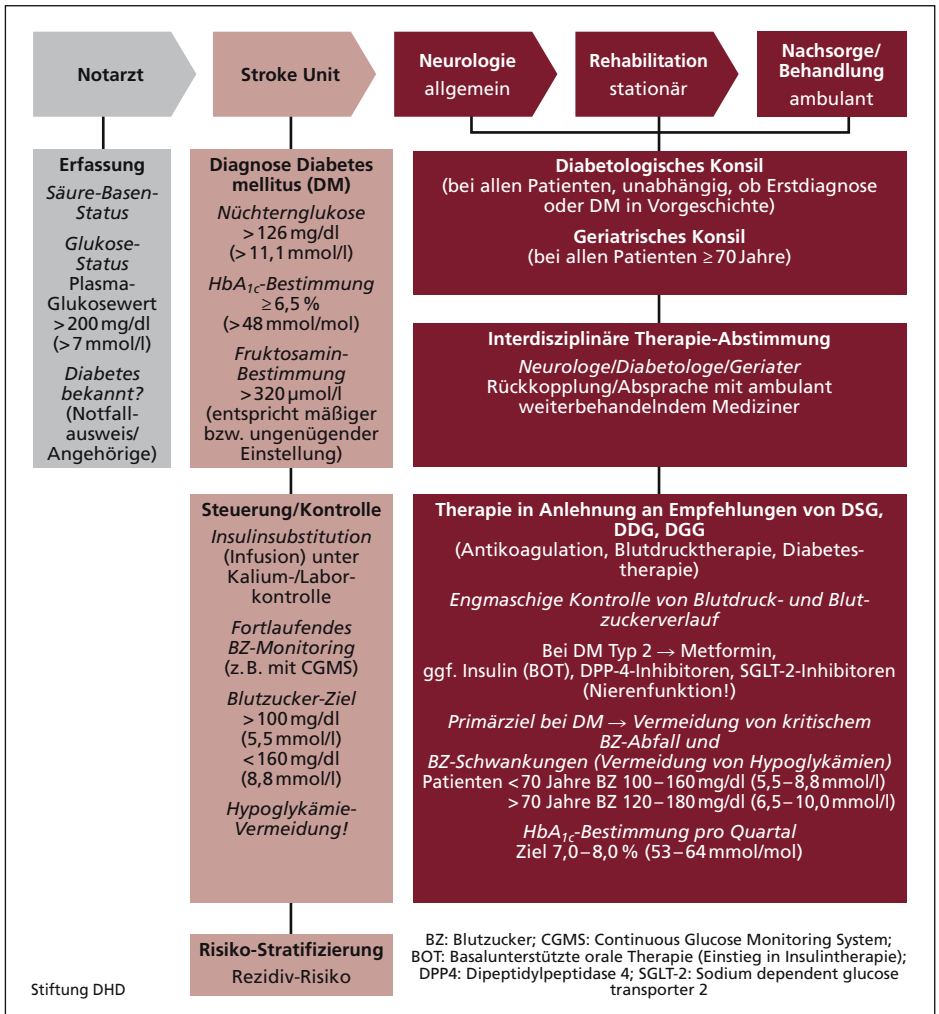 Notarzt
Stroke Unit
Neurologie
allgemein
Rehabilitation
stationär
Nachsorge/
Behandlung
ambulant
Erfassung
Säure-Basen-
Status
Glukose-
Status
Plasma-
Glukosewert
>200 mg/dl
(>7 mmol/l)
Diabetes
bekannt?
(Notfall-
ausweis/
Angehörige)
Diagnose Diabetes
mellitus (DM)
Nüchternglukose
>126 mg/dl
(>11,1 mmol/l)
HbA1c-Bestimmung
≥6,5 %
(>48 mmol/mol)
Fruktosamin-
Bestimmung
>320 µmol/l
(entspricht mäßiger
bzw. ungenügender
Einstellung)
Steuerung/Kontrolle
Insulinsubstitution
(Infusion) unter
Kalium-/Labor-
kontrolle
Fortlaufendes
BZ-Monitoring
(z. B. mit CGMS)
Blutzucker-Ziel
>100 mg/dl
(5,5 mmol/l)
<160 mg/dl
(8,8 mmol/l)
Hypoglykämie-
Vermeidung!
Risiko-Stratifizierung
Rezidiv-Risiko
Diabetologisches Konsil
(bei allen Patienten, unabhängig, ob Erstdiagnose
oder DM in Vorgeschichte)
Geriatrisches Konsil
(bei allen Patienten ≥70 Jahre)
Interdisziplinäre Therapie-Abstimmung
Neurologe/Diabetologe/Geriater
Rückkopplung/Absprache mit ambulant
weiterbehandelndem Mediziner
Therapie in Anlehnung an Empfehlungen von DSG,
DDG, DGG
(Antikoagulation, Blutdrucktherapie, Diabetes-
therapie)
Engmaschige Kontrolle von Blutdruck- und Blut-
zuckerverlauf
Bei DM Typ 2 → Metformin,
ggf. Insulin (BOT), DPP-4-Inhibitoren, SGLT-2-Inhibitoren
(Nierenfunktion!)
Primärziel bei DM → Vermeidung von kritischem
BZ-Abfall und
BZ-Schwankungen (Vermeidung von Hypoglykämien)
Patienten <70 Jahre BZ 100–160 mg/dl (5,5–8,8 mmol/l)
>70 Jahre BZ 120–180 mg/dl (6,5–10,0 mmol/l)
HbA1c-Bestimmung pro Quartal
Ziel 7,0–8,0 % (53–64 mmol/mol)
BZ: Blutzucker; CGMS: Continuous Glucose Monitoring System;
BOT: Basalunterstützte orale Therapie (Einstieg in Insulintherapie);
DPP4: Dipeptidylpeptidase 4; SGLT-2: Sodium dependent glucose
transporter 2
Stiftung DHD